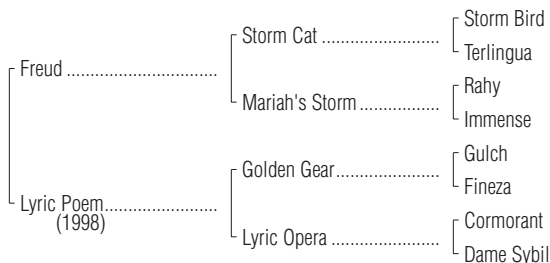 Storm Bird
Storm Cat ........................
Terlingua
Freud ..............................
Rahy
Mariah's Storm ................
Immense
Gulch
Golden Gear.....................
Fineza
Lyric Poem.......................
(1998)
Cormorant
Lyric Opera ......................
Dame Sybil